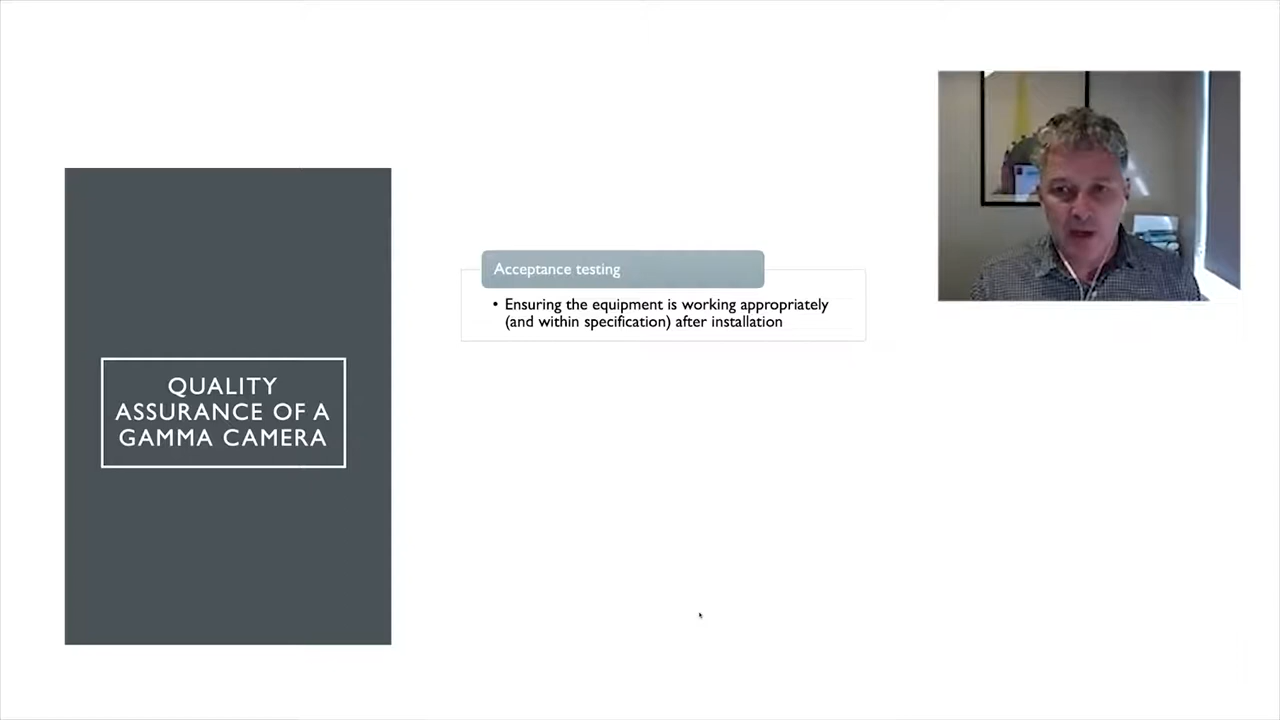 QUALITY
ASSURANCE OF A
GAMMA CAMERA
Acceptance testing
• Ensuring the equipment is working appropriately
(and within specification) after installation